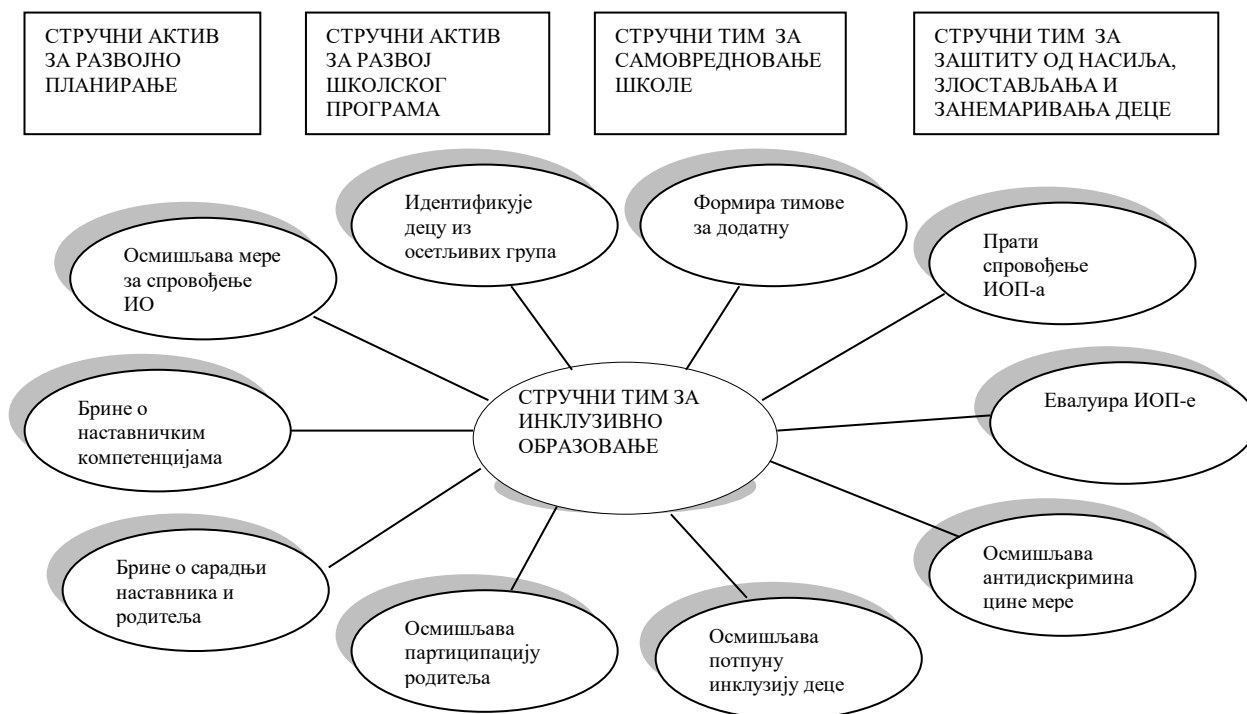 СТРУЧНИ АКТИВ
ЗА РАЗВОЈНО
ПЛАНИРАЊЕ
СТРУЧНИ АКТИВ
ЗА РАЗВОЈ
ШКОЛСКОГ
ПРОГРАМА
СТРУЧНИ ТИМ ЗА
САМОВРЕДНОВАЊЕ
ШКОЛЕ
СТРУЧНИ ТИМ ЗА
ЗАШТИТУ ОД НАСИЉА,
ЗЛОСТАВЉАЊА И
ЗАНЕМАРИВАЊА ДЕЦЕ
Осмишљава мере
за спровођење
ИО
Идентификује
децу из
осетљивих група
Формира тимове
за додатну
Прати
спровођење
ИОП-а
Брине о
наставничким
компетенцијама
СТРУЧНИ ТИМ ЗА
ИНКЛУЗИВНО
ОБРАЗОВАЊЕ
Евалуира ИОП-е
Брине о сарадњи
наставника и
родитеља
Осмишљава
партиципацију
родитеља
Осмишљава
потпуну
инклузију деце
Осмишљава
антидискримина
цине мере